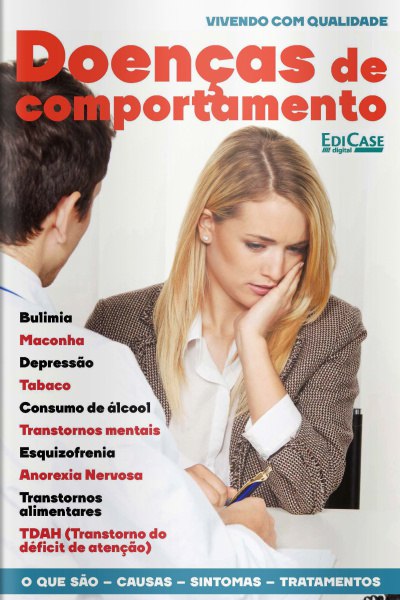 VIVENDO COM QUALIDADE
Doenças de
comportamento
EDICASE
digital
Bulimia
Maconha
Depressão
Tabaco
Consumo de álcool
Transtornos mentais
Esquizofrenia
Anorexia Nervosa
Transtornos
alimentares
TDAH (Transtorno do
déficit de atenção)
O QUE SÃO – CAUSAS – SINTOMAS – TRATAMENTOS